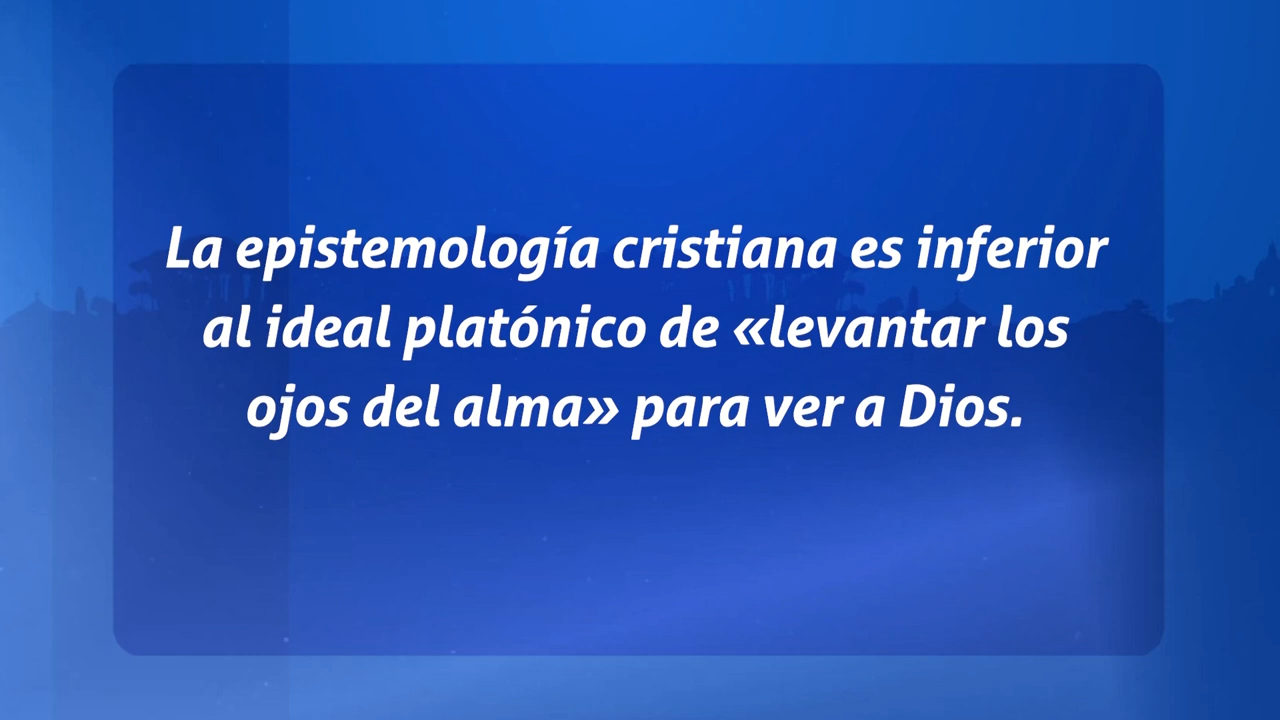 La epistemología cristiana es inferior
al ideal platónico de «levantar los
ojos del alma» para ver a Dios.